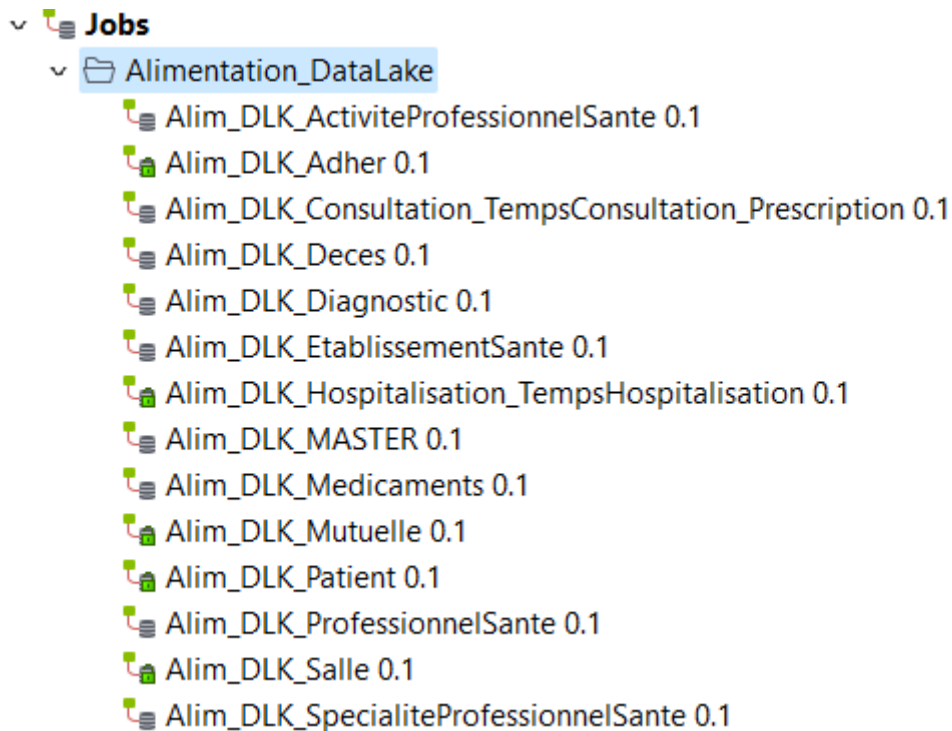 Jobs
Alimentation_DataLake
Alim_DLK_ActiviteProfessionnelSante 0.1
Alim_DLK_Adher 0.1
Alim_DLK_Consultation_TempsConsultation_Prescription 0.1
Alim_DLK_Deces 0.1
Alim_DLK_Diagnostic 0.1
Alim_DLK_EtablissementSante 0.1
Alim_DLK_Hospitalisation_TempsHospitalisation 0.1
Alim_DLK_MASTER 0.1
Alim_DLK_Medicaments 0.1
Alim_DLK_Mutuelle 0.1
Alim_DLK_Patient 0.1
Alim_DLK_ProfessionnelSante 0.1
Alim_DLK_Salle 0.1
Alim_DLK_SpecialiteProfessionnelSante 0.1